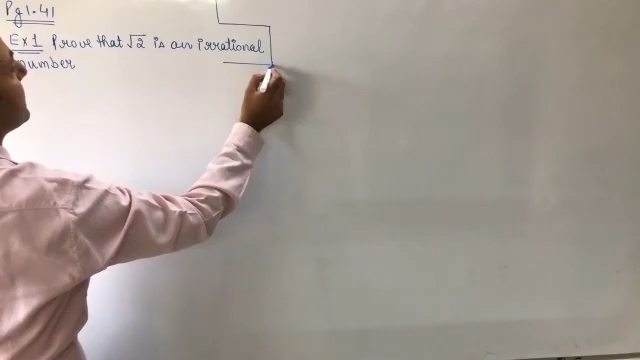 Pg 1.41
Ex 1 Prove that √2 is an irrational
number